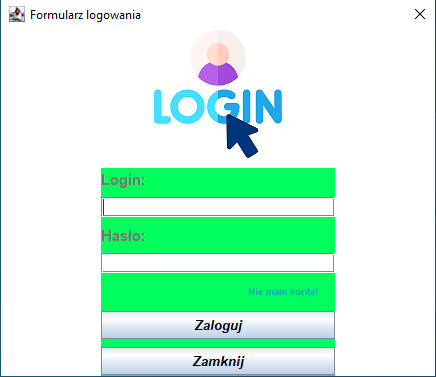 Formularz logowania
LOGIN
Login:
Hasło:
Nie mam konta!
Zaloguj
Zamknij